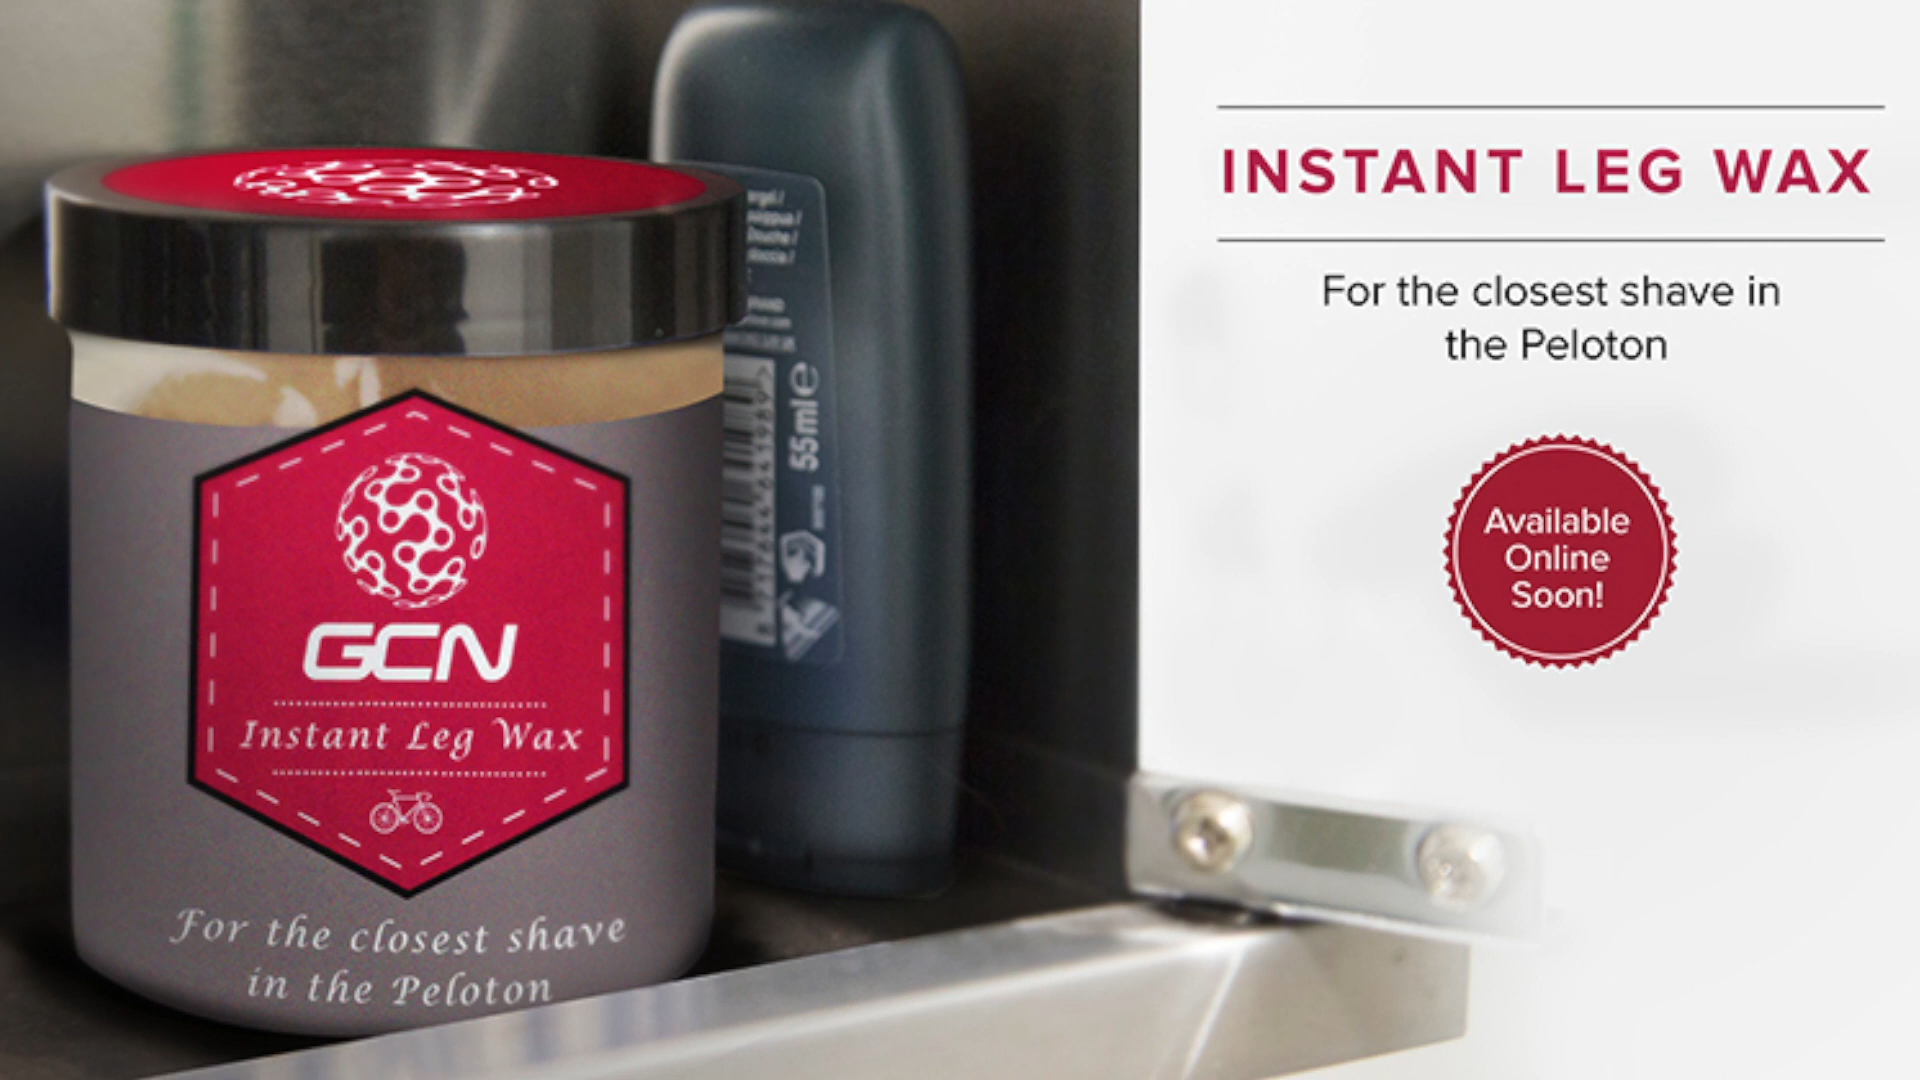 GCN
Instant Leg Wax
For the closest shave
in the Peloton
55ml e
INSTANT LEG WAX
For the closest shave in
the Peloton
Available
Online
Soon!